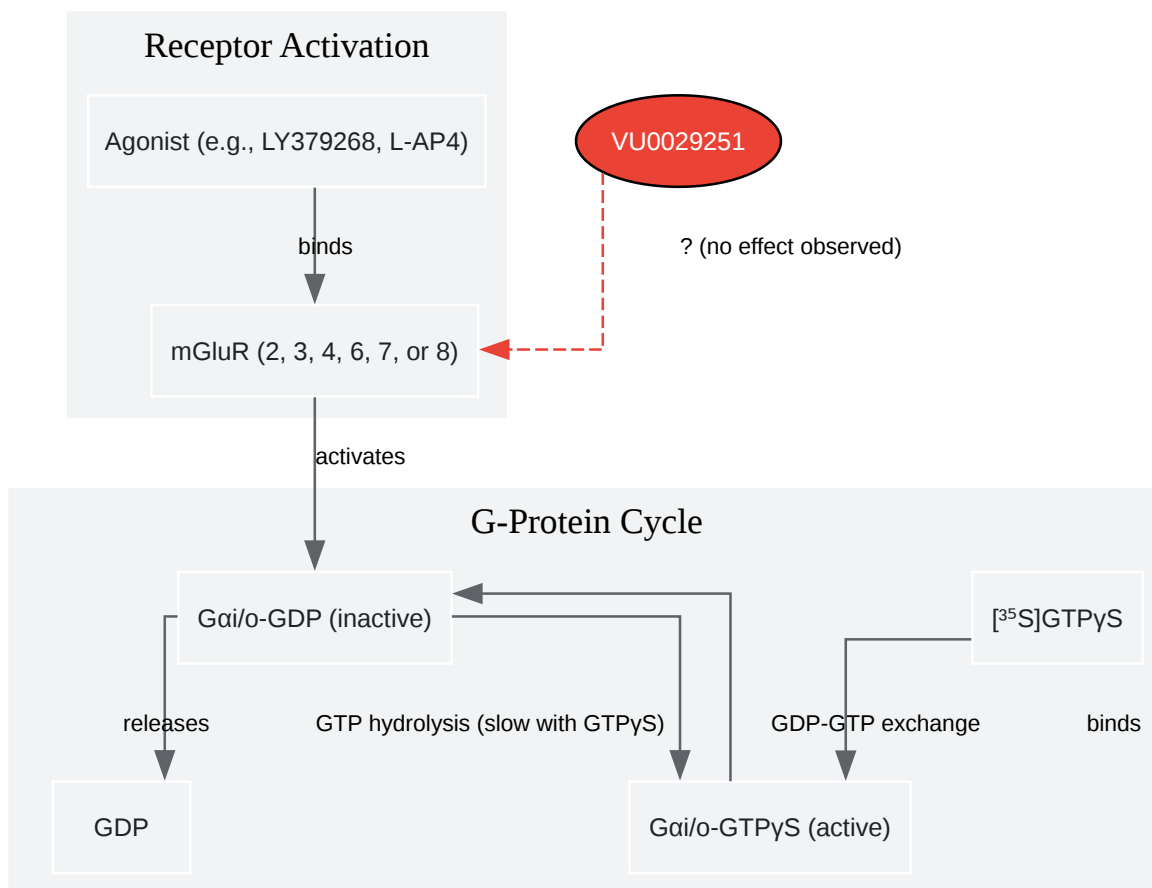 Receptor Activation
Agonist (e.g., LY379268, L-AP4)
VU0029251
binds
? (no effect observed)
mGluR (2, 3, 4, 6, 7, or 8)
activates
G-Protein Cycle
Gαi/o-GDP (inactive)
[³⁵S]GTPγS
releases
GTP hydrolysis (slow with GTPγS)
GDP-GTP exchange
binds
GDP
Gαi/o-GTPγS (active)